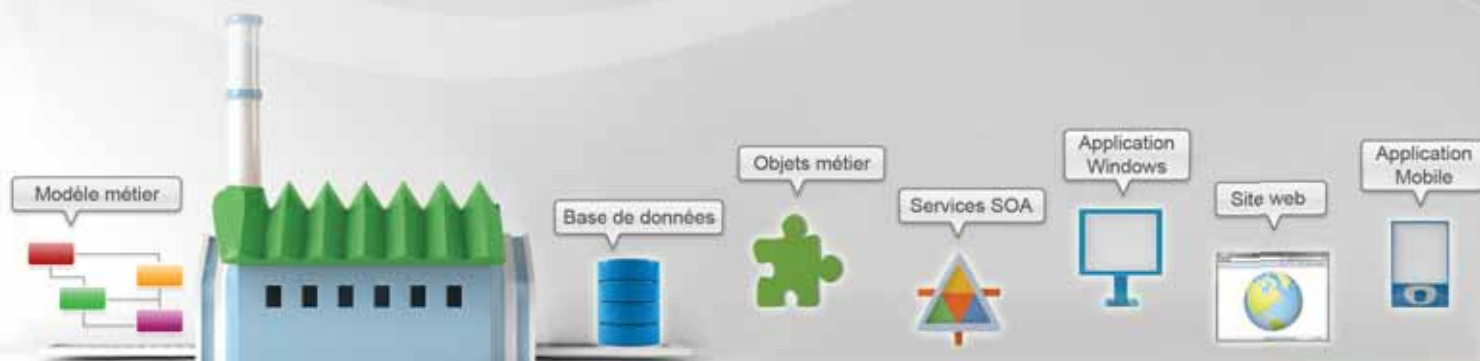 Modèle métier
Base de données
Objets métier
Services SOA
Application
Windows
Site web
Application
Mobile